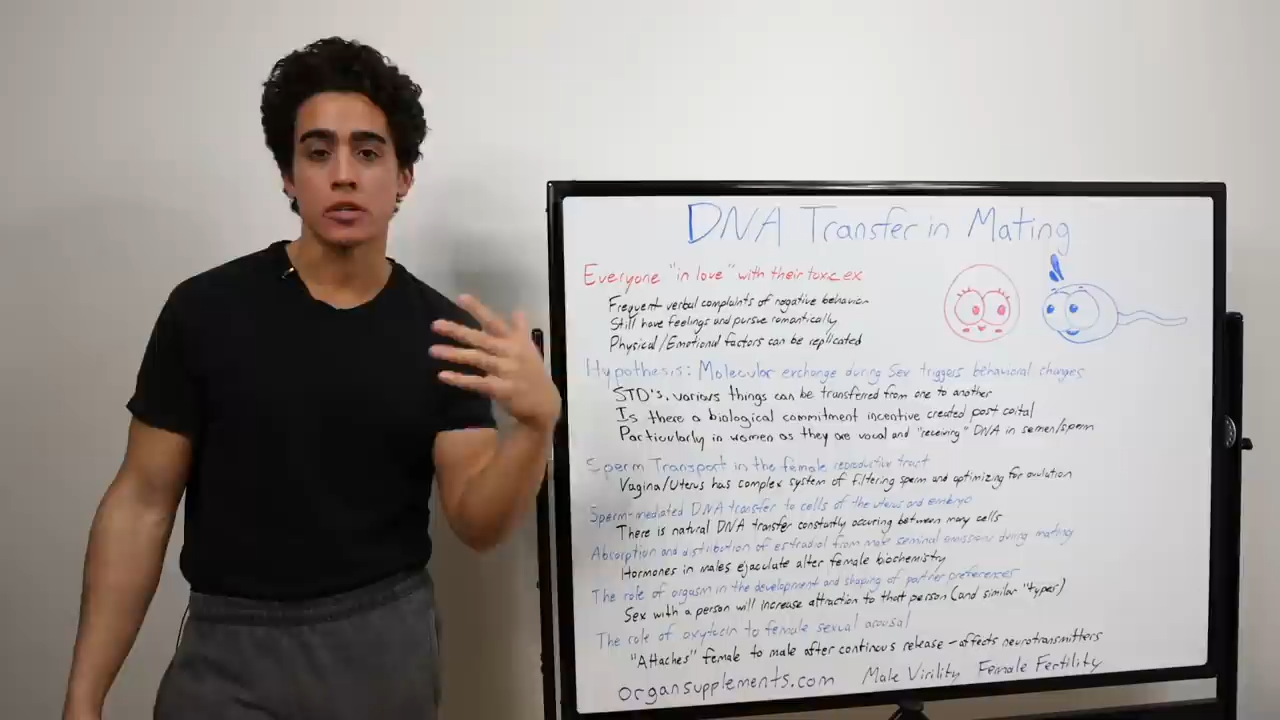 DNA Transfer in Mating
Everyone "in love" with their toxc ex
Frequent verbal complaints of negative behavior
Still have feelings and pursue romantically
Physical/Emotional factors can be replicated
Hypothesis: Molecular exchange during Sex triggers behavioral changes
STD's, various things can be transferred from one to another
Is there a biological commitment incentive created post coital
Particularly in women as they are vocal and "receiving" DNA in semen/sperm
Sperm Transport in the female reproductive tract
Vagina/Uterus has complex system of filtering sperm and optimizing for ovulation
Sperm-mediated DNA transfer to cells of the uterus and embryo
There is natural DNA transfer constantly occuring between many cells
Absorption and distribution of estradiol from male seminal emissions during mating
Hormones in males ejaculate alter female biochemistry
The role of orgasm in the development and shaping of partner preferences
Sex with a person will increase attraction to that person (and similar "types")
The role of oxytocin to female sexual arousal
"Attaches" female to male after continous release - affects neurotransmitters
organsupplements.com Male Virility Female Fertility